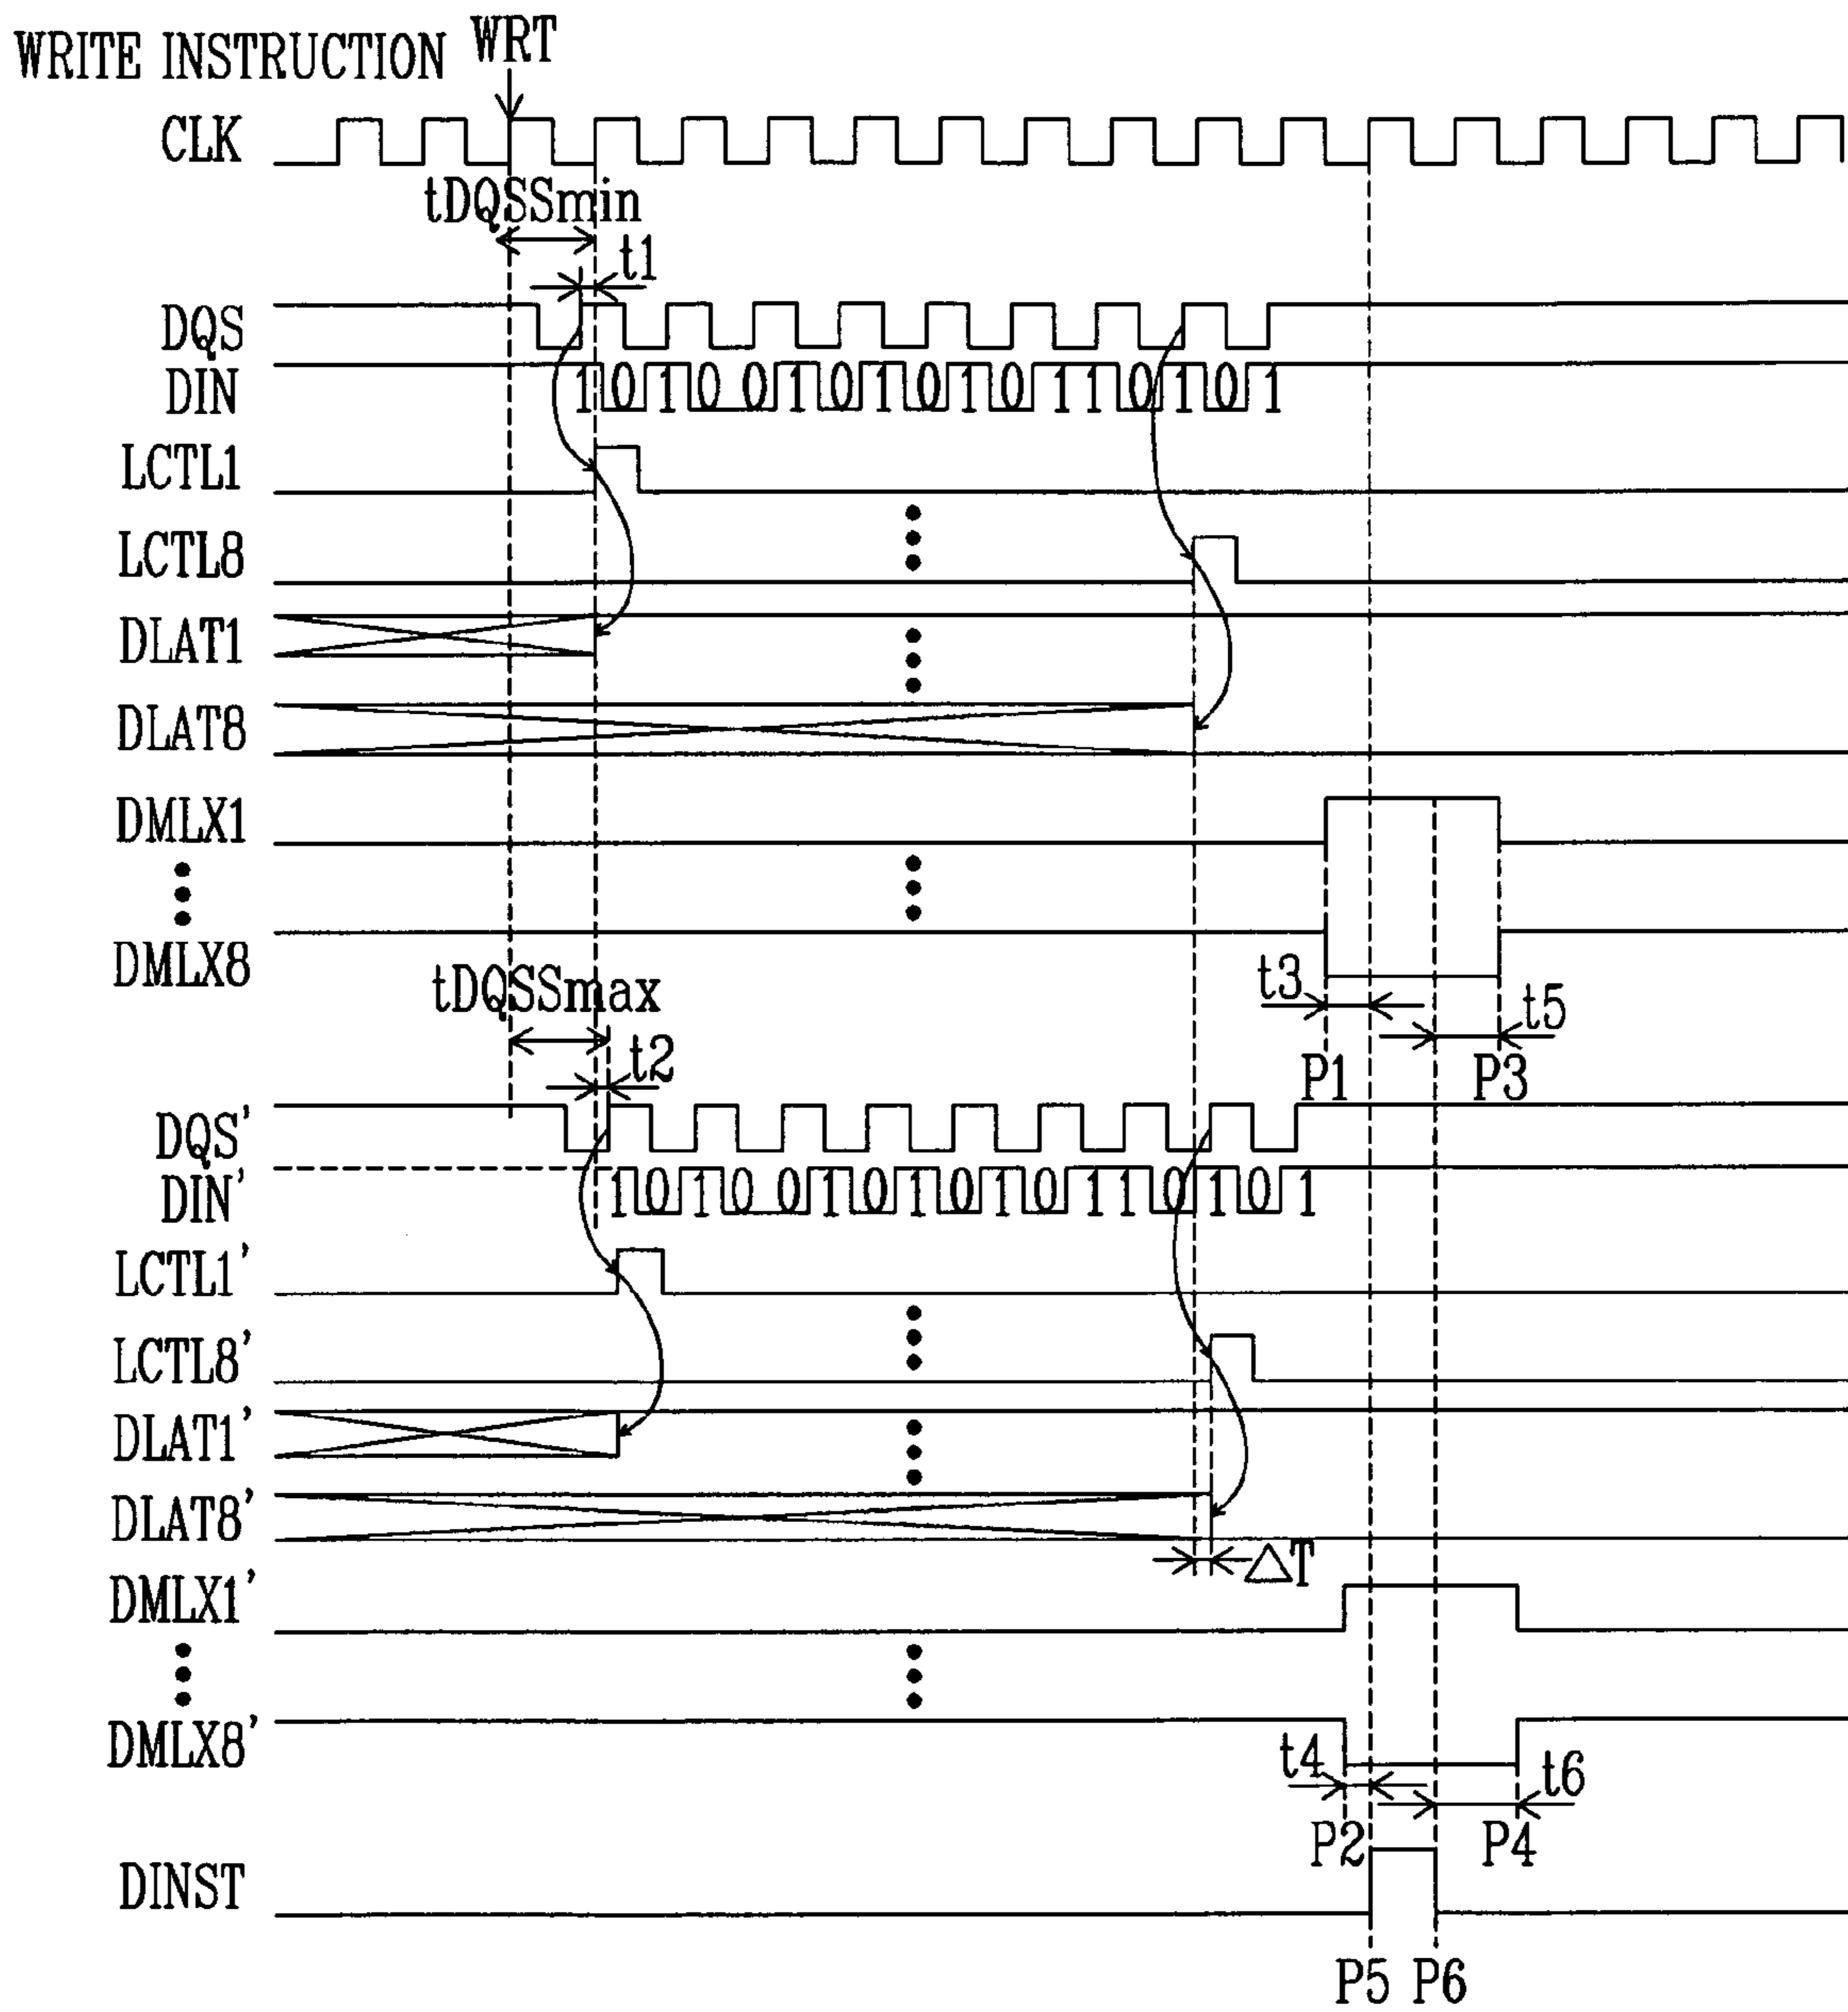 WRITE INSTRUCTION WRT
CLK
tDQSSmin
t1
DQS
DIN 1 0 1 0 0 1 0 1 0 1 0 1 1 0 1 0 1
LCTL1
LCTL8
DLAT1
DLAT8
DMLX1
DMLX8
t3
tDQSSmax
t5
t2
P1 P3
DQS'
DIN' 1 0 1 0 0 1 0 1 0 1 0 1 1 0 1 0 1
LCTL1'
LCTL8'
DLAT1'
DLAT8'
△T
DMLX1'
DMLX8'
t4 t6
P2 P4
DINST
P5 P6